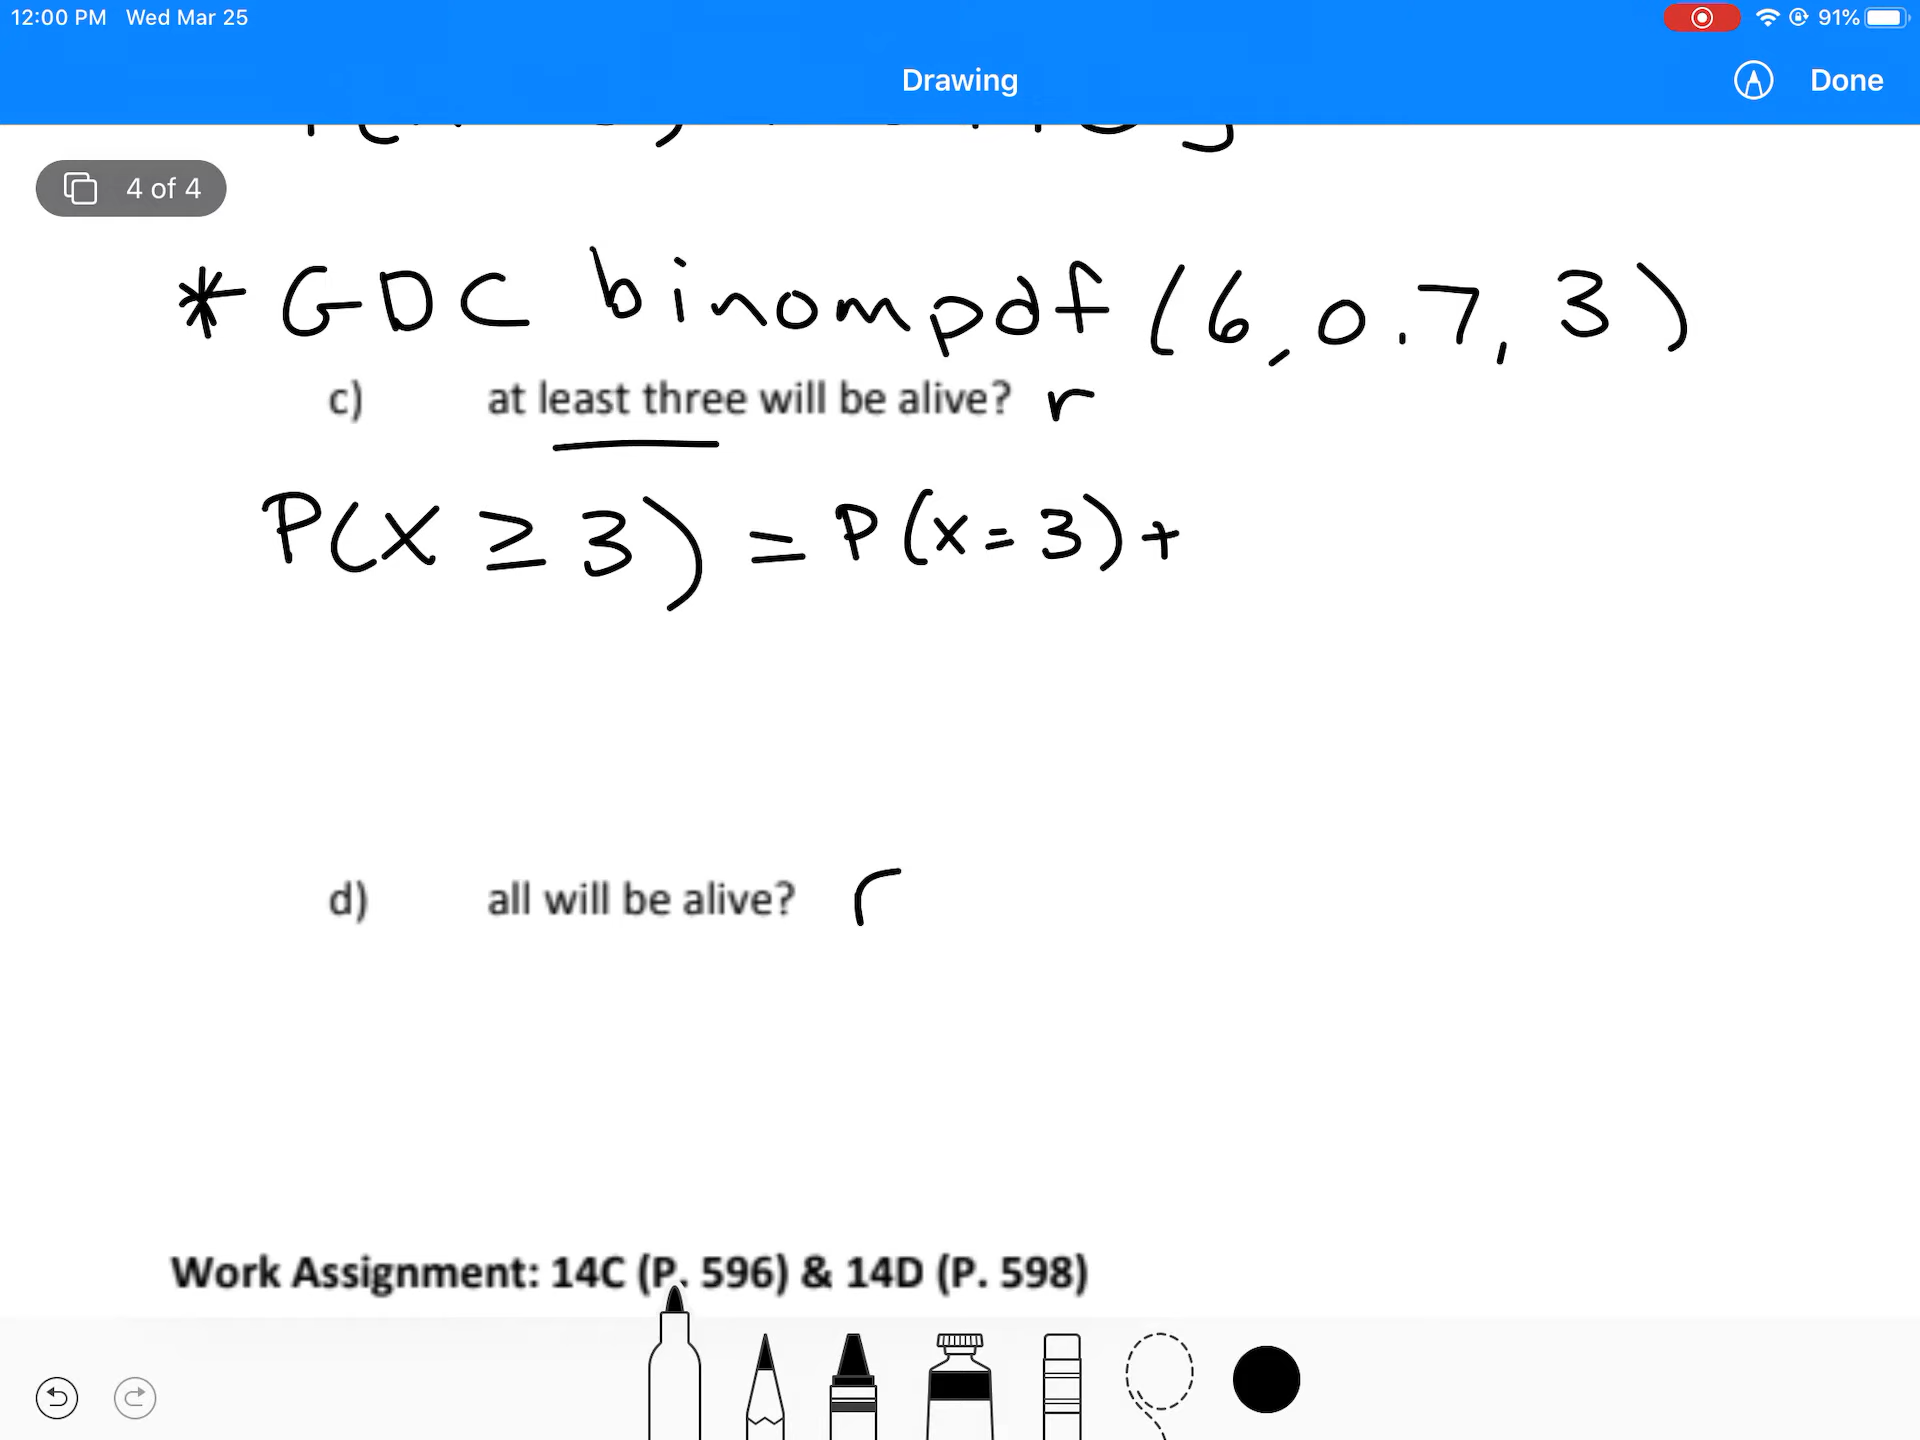 12:00 PM Wed Mar 25 91%
Drawing Done
4 of 4
* GDC binompdf (6, 0.7, 3)
c) at least three will be alive? r
P(X ≥ 3) = P(x = 3) +
d) all will be alive? r
Work Assignment: 14C (P. 596) & 14D (P. 598)